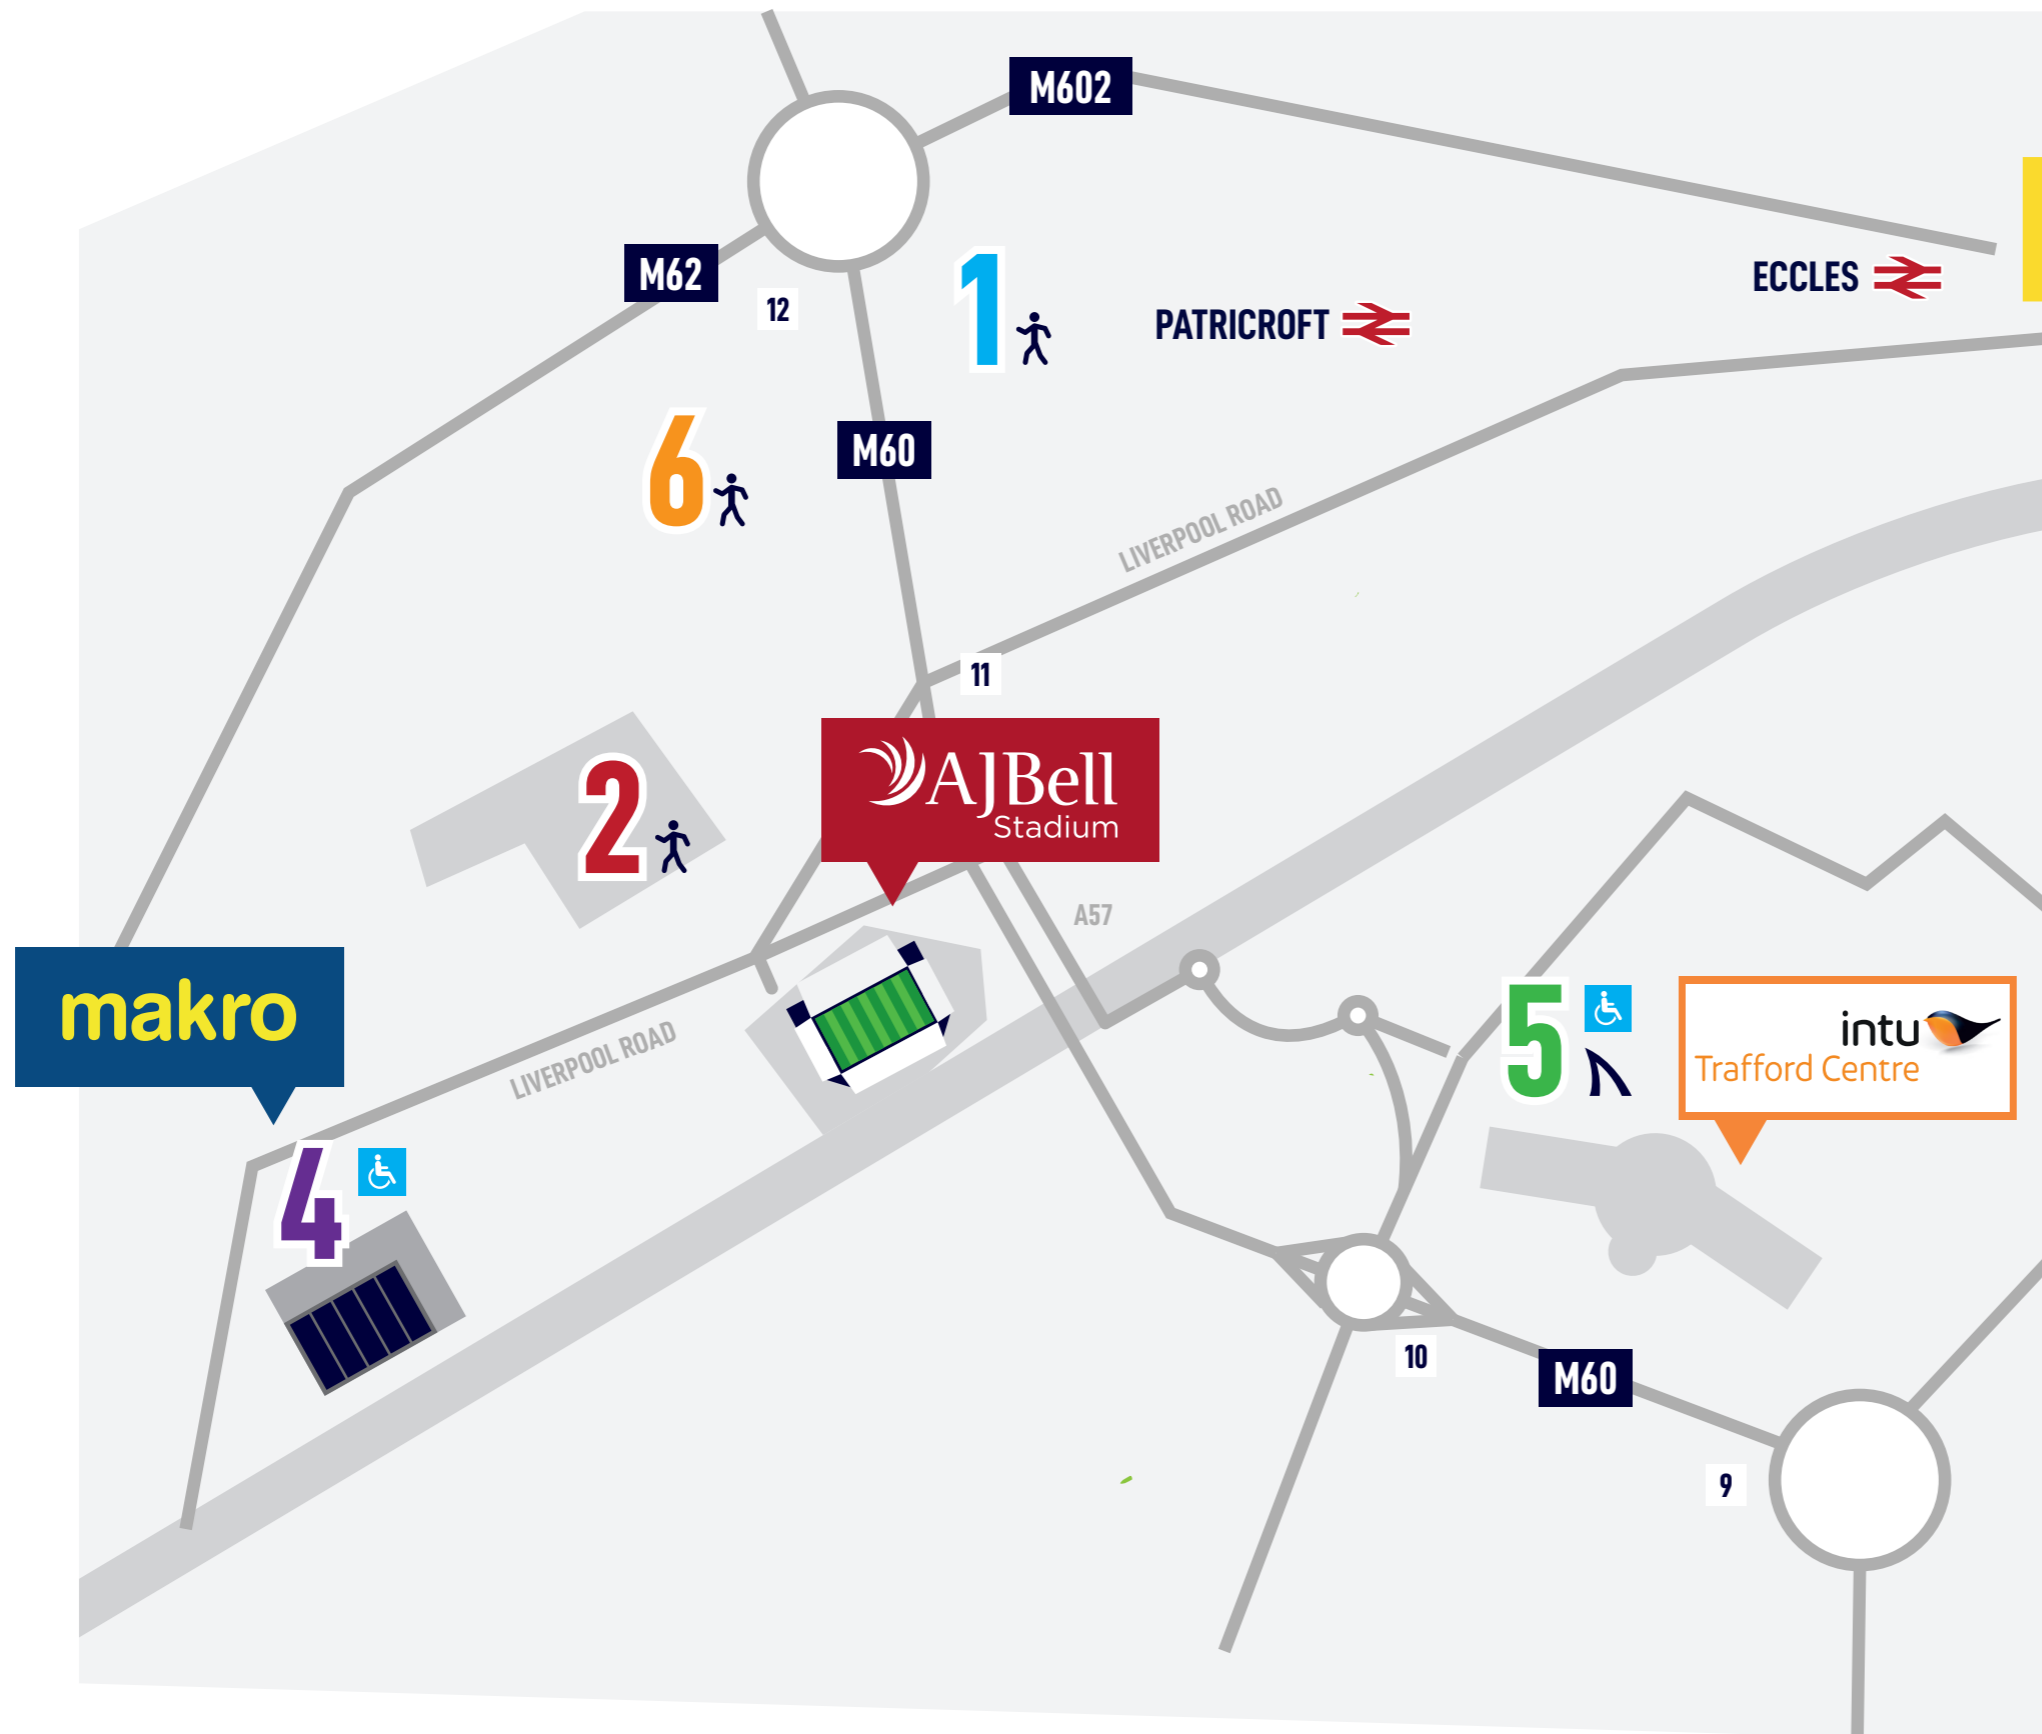 M602
M62
12
1
ECCLES
PATRICROFT
6
M60
LIVERPOOL ROAD
11
2
AJBell
Stadium
A57
makro
LIVERPOOL ROAD
5
intu
Trafford Centre
4
10
M60
9